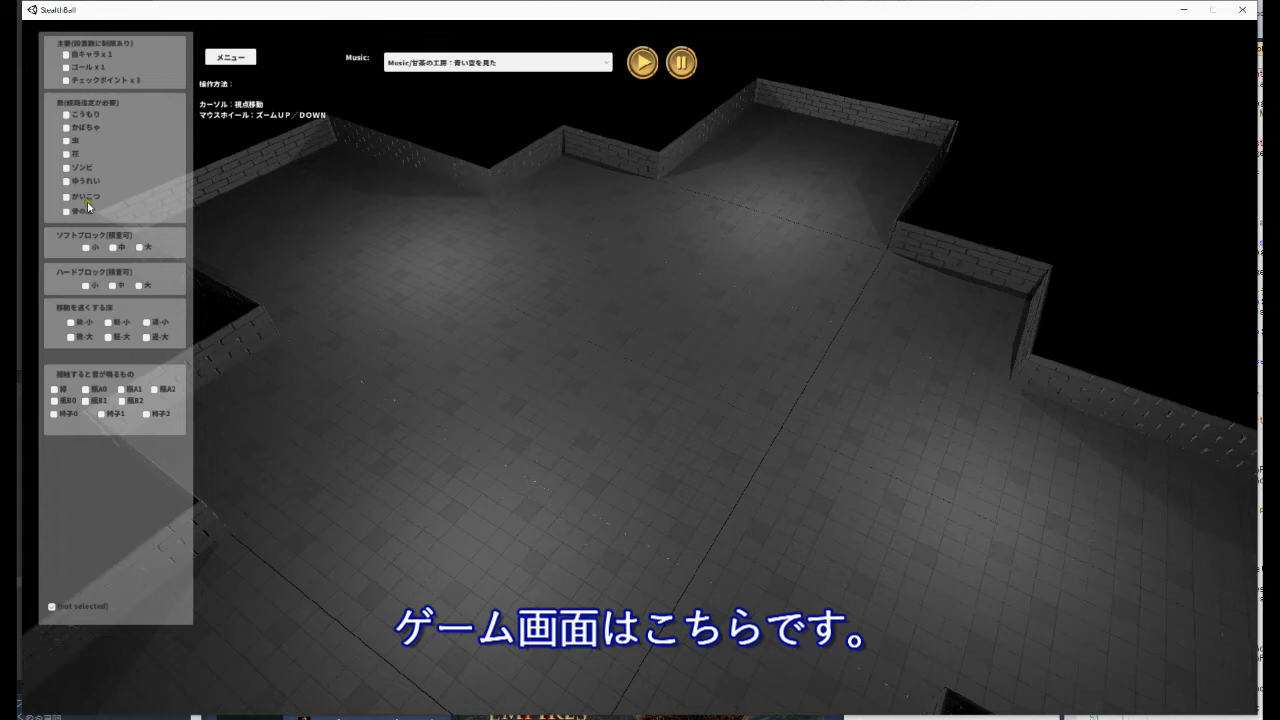 StealthBall
主要(設置数に制限あり)
自キャラ x 1
ゴール x 1
チェックポイント x 3
敵(経路指定が必要)
こうもり
かぼちゃ
虫
花
ゾンビ
ゆうれい
がいこつ
ソフトブロック(積重可)
小 中 大
ハードブロック(積重可)
小 中 大
移動を遅くする床
微-小 軽-小 遅-小
微-大 軽-大 遅-大
接触すると音が鳴るもの
瓶A0 瓶A1 瓶A2
瓶B0 瓶B1 瓶B2
椅子0 椅子1 椅子2
(not selected)
メニュー
Music:
Music/甘茶の工房：青い空を見た
操作方法：
カーソル：視点移動
マウスホイール：ズームＵＰ／ＤＯＷＮ
ゲーム画面はこちらです。
EMPIRES